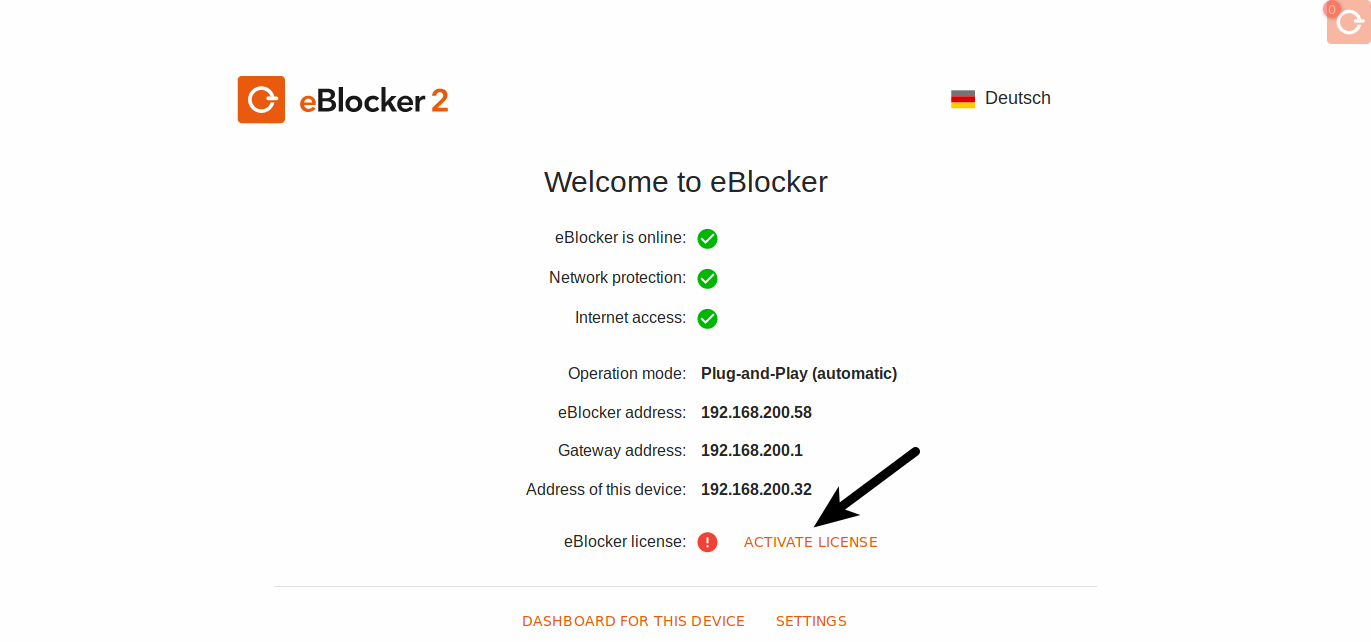 0
eBlocker 2
Deutsch
Welcome to eBlocker
eBlocker is online:
Network protection:
Internet access:
Operation mode: Plug-and-Play (automatic)
eBlocker address: 192.168.200.58
Gateway address: 192.168.200.1
Address of this device: 192.168.200.32
eBlocker license: ! ACTIVATE LICENSE
DASHBOARD FOR THIS DEVICE SETTINGS